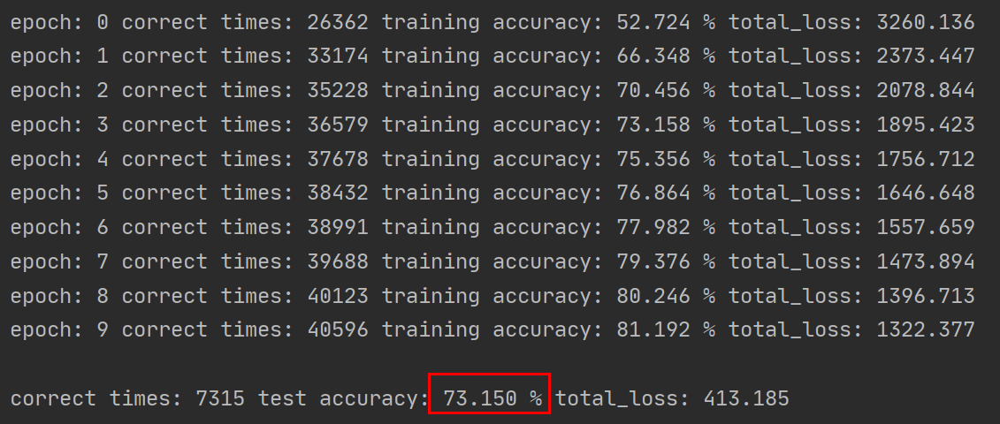 epoch: 0 correct times: 26362 training accuracy: 52.724 % total_loss: 3260.136
epoch: 1 correct times: 33174 training accuracy: 66.348 % total_loss: 2373.447
epoch: 2 correct times: 35228 training accuracy: 70.456 % total_loss: 2078.844
epoch: 3 correct times: 36579 training accuracy: 73.158 % total_loss: 1895.423
epoch: 4 correct times: 37678 training accuracy: 75.356 % total_loss: 1756.712
epoch: 5 correct times: 38432 training accuracy: 76.864 % total_loss: 1646.648
epoch: 6 correct times: 38991 training accuracy: 77.982 % total_loss: 1557.659
epoch: 7 correct times: 39688 training accuracy: 79.376 % total_loss: 1473.894
epoch: 8 correct times: 40123 training accuracy: 80.246 % total_loss: 1396.713
epoch: 9 correct times: 40596 training accuracy: 81.192 % total_loss: 1322.377
correct times: 7315 test accuracy: 73.150 % total_loss: 413.185